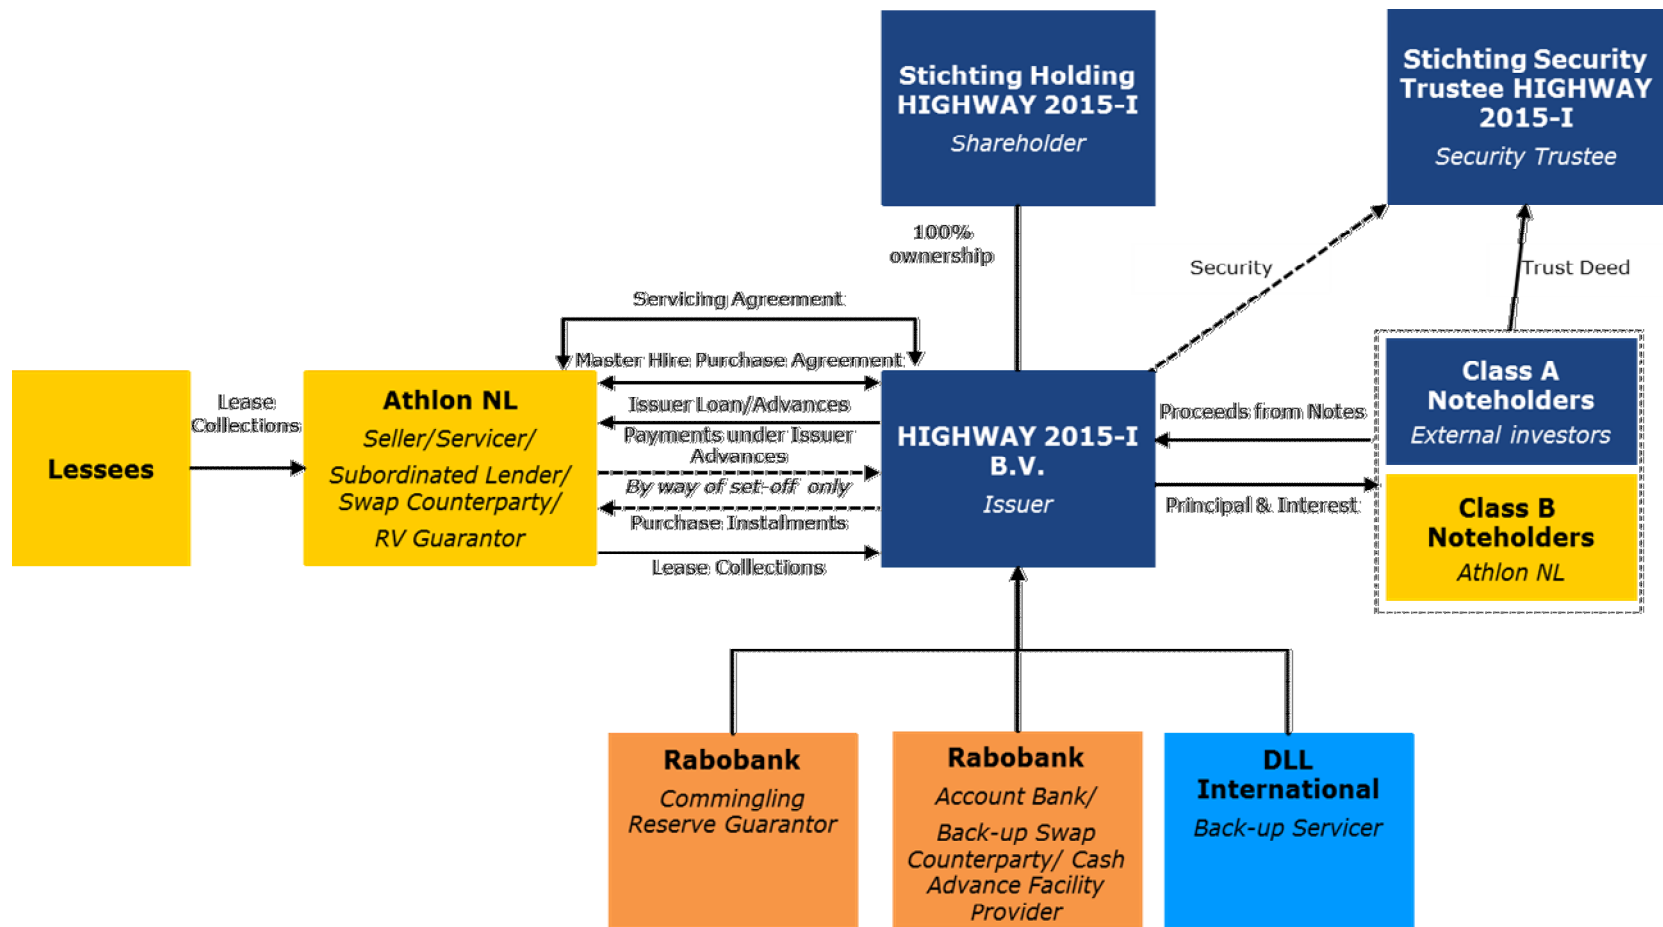 Stichting Holding
HIGHWAY 2015-I
Shareholder
Stichting Security
Trustee HIGHWAY
2015-I
Security Trustee
100%
ownership
Security
Trust Deed
Servicing Agreement
Master Hire Purchase Agreement
Issuer Loan/Advances
Payments under Issuer
Advances
By way of set-off only
Purchase Instalments
Lease Collections
Lessees
Lease
Collections
Athlon NL
Seller/Servicer/
Subordinated Lender/
Swap Counterparty/
RV Guarantor
HIGHWAY 2015-I
B.V.
Issuer
Proceeds from Notes
Principal & Interest
Class A
Noteholders
External investors
Class B
Noteholders
Athlon NL
Rabobank
Commingling
Reserve Guarantor
Rabobank
Account Bank/
Back-up Swap
Counterparty/ Cash
Advance Facility
Provider
DLL
International
Back-up Servicer